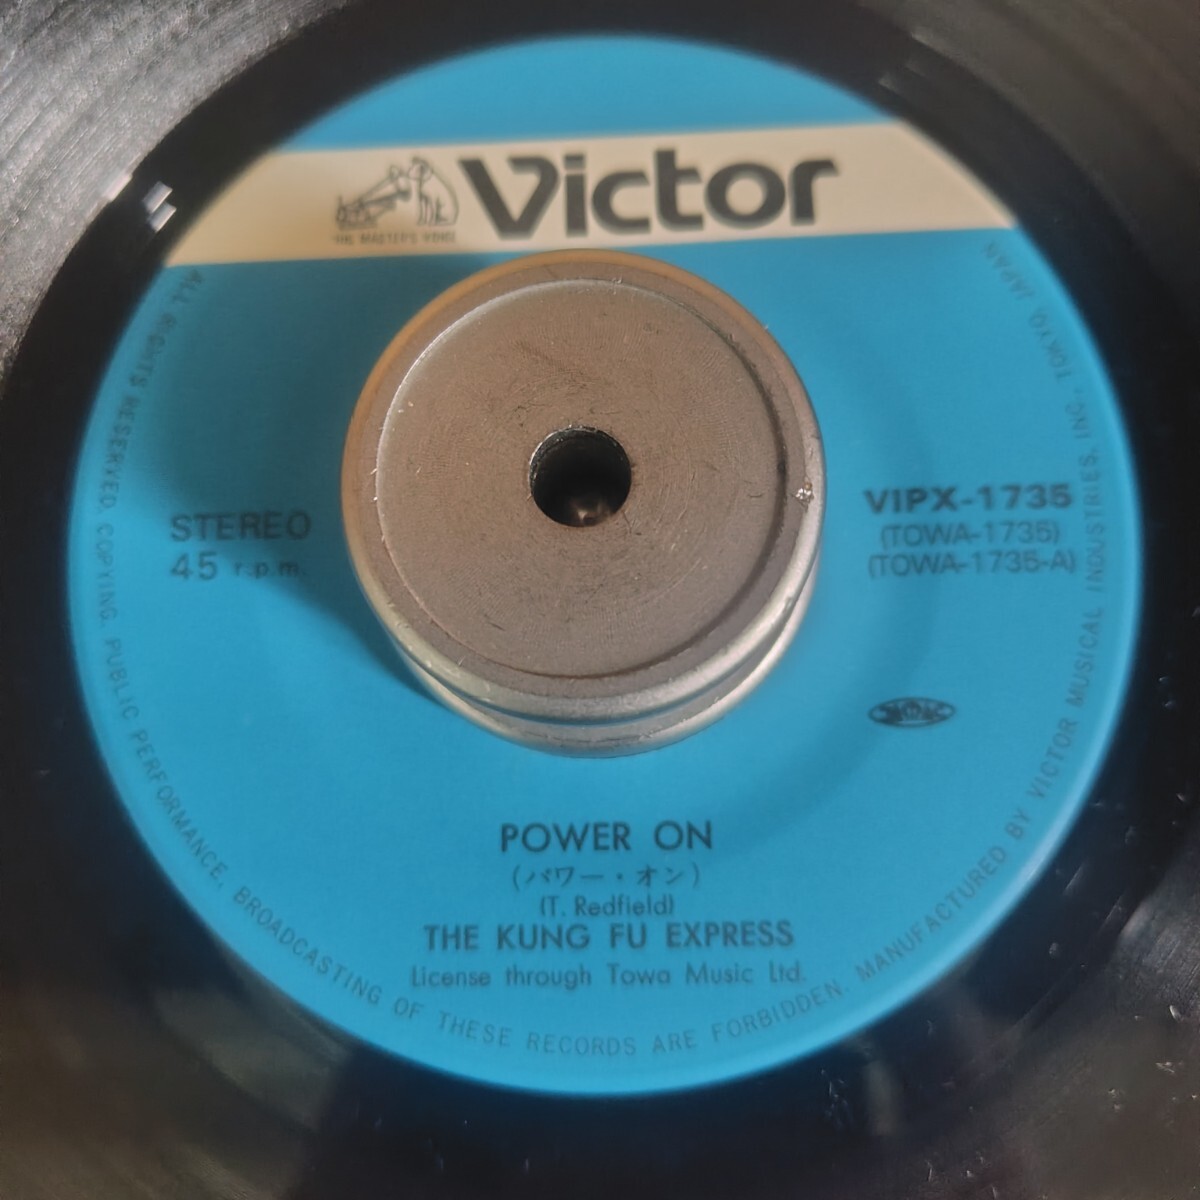 Victor
"HIS MASTER'S VOICE"
STEREO
45 r.p.m.
VIPX-1735
(TOWA-1735)
(TOWA-1735-A)
POWER ON
(パワー・オン)
(T. Redfield)
THE KUNG FU EXPRESS
License through Towa Music Ltd.
ALL RIGHTS RESERVED. COPYING, PUBLIC PERFORMANCE, BROADCASTING OF THESE RECORDS ARE FORBIDDEN. MANUFACTURED BY VICTOR MUSICAL INDUSTRIES, INC., TOKYO, JAPAN